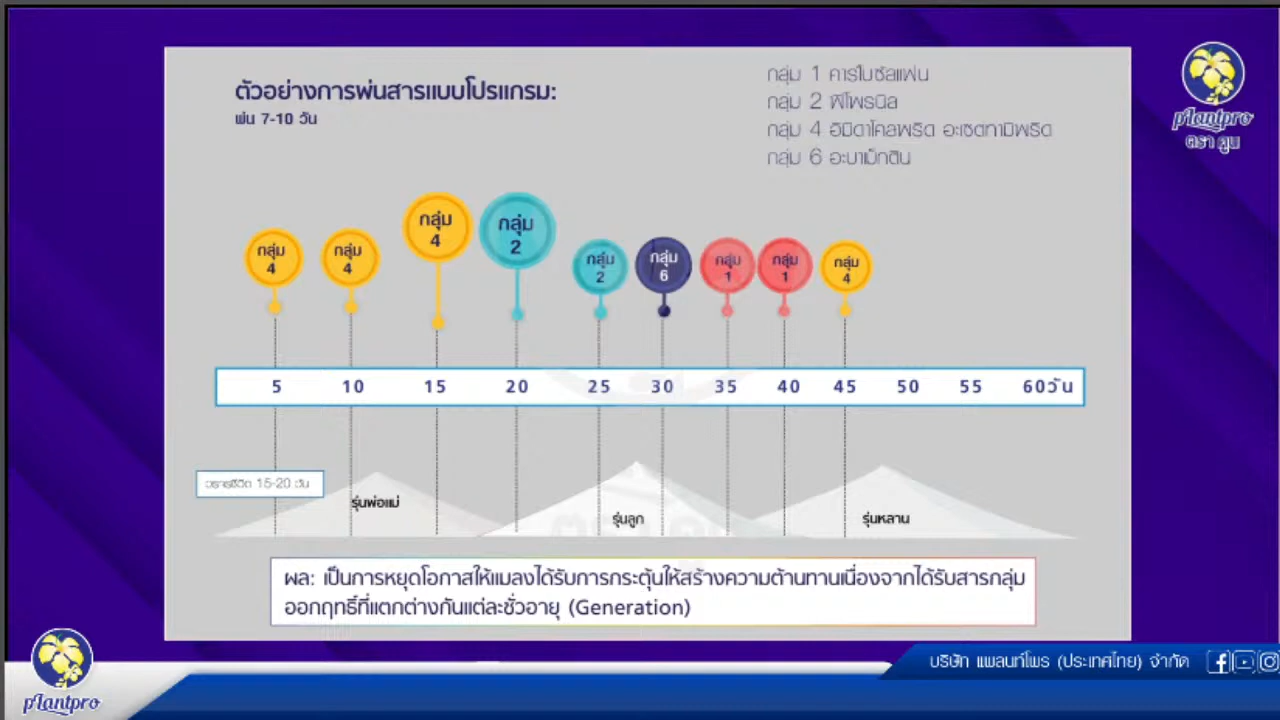 ตัวอย่างการพ่นสารแบบโปรแกรม:
พ่น 7-10 วัน
กลุ่ม 1 คาร์โบซัลแฟน
กลุ่ม 2 ฟิโพรนิล
กลุ่ม 4 อิมิดาโคลพริด อะเซตทามิพริด
กลุ่ม 6 อะบาเม็กติน
plantpro
ตรา คูน
กลุ่ม
4
กลุ่ม
4
กลุ่ม
4
กลุ่ม
2
กลุ่ม
2
กลุ่ม
6
กลุ่ม
1
กลุ่ม
1
กลุ่ม
4
5 10 15 20 25 30 35 40 45 50 55 60วัน
วงจรชีวิต 15-20 วัน
รุ่นพ่อแม่
รุ่นลูก
รุ่นหลาน
ผล: เป็นการหยุดโอกาสให้แมลงได้รับการกระตุ้นให้สร้างความต้านทานเนื่องจากได้รับสารกลุ่ม
ออกฤทธิ์ที่แตกต่างกันแต่ละชั่วอายุ (Generation)
plantpro
บริษัท แพลนท์โพร (ประเทศไทย) จำกัด